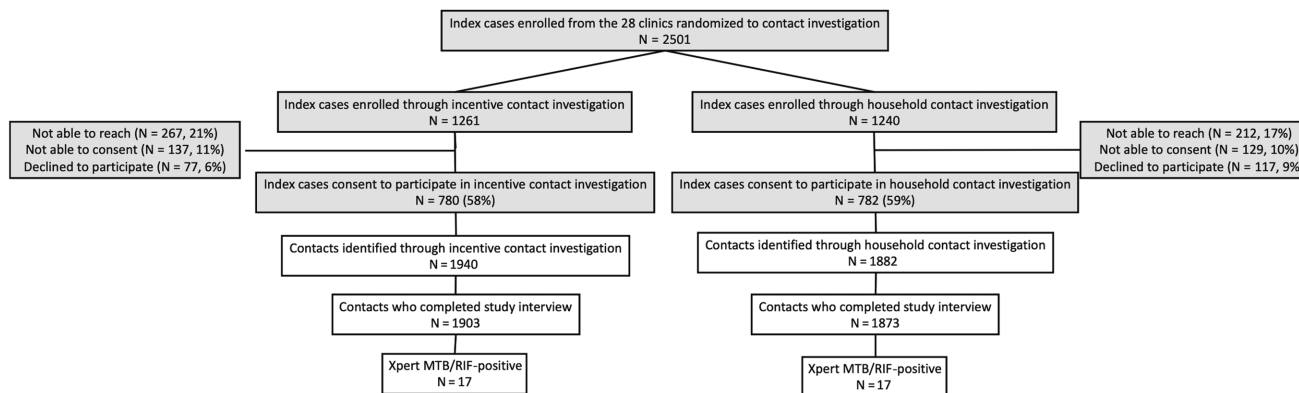 Index cases enrolled from the 28 clinics randomized to contact investigation
N = 2501
Index cases enrolled through incentive contact investigation
N = 1261
Index cases enrolled through household contact investigation
N = 1240
Not able to reach (N = 267, 21%)
Not able to consent (N = 137, 11%)
Declined to participate (N = 77, 6%)
Not able to reach (N = 212, 17%)
Not able to consent (N = 129, 10%)
Declined to participate (N = 117, 9%
Index cases consent to participate in incentive contact investigation
N = 780 (58%)
Index cases consent to participate in household contact investigation
N = 782 (59%)
Contacts identified through incentive contact investigation
N = 1940
Contacts identified through household contact investigation
N = 1882
Contacts who completed study interview
N = 1903
Contacts who completed study interview
N = 1873
Xpert MTB/RIF-positive
N = 17
Xpert MTB/RIF-positive
N = 17